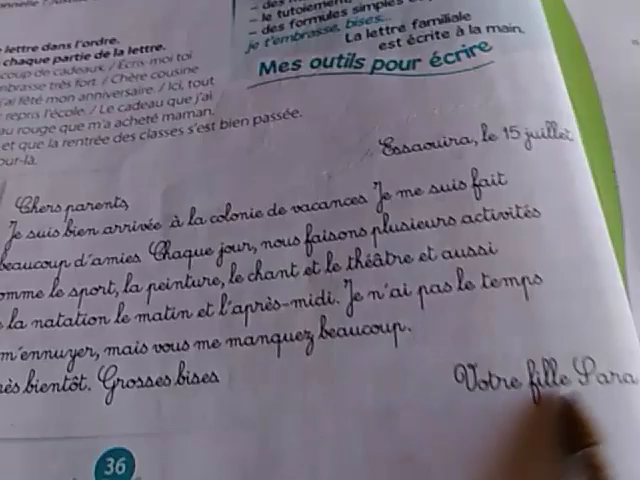 lettre dans l'ordre.
chaque partie de la lettre.
coup de cadeaux. / Écris-moi toi
mbrasse très fort. / Chère cousine
ai fêté mon anniversaire. / Ici, tout
repris l'école. / Le cadeau que j'ai
au rouge que m'a acheté maman.
et que la rentrée des classes s'est bien passée.
our-là.
- le tutoiement,
- des formules simples
je t'embrasse, bises...
La lettre familiale
est écrite à la main.
Mes outils pour écrire
Essaouira, le 15 juillet
Chers parents
Je suis bien arrivée à la colonie de vacances Je me suis fait
beaucoup d'amies Chaque jour, nous faisons plusieurs activités
omme le sport, la peinture, le chant et le théâtre et aussi
la natation le matin et l'après-midi. Je n'ai pas le temps
m'ennuyer, mais vous me manquez beaucoup.
ès bientôt. Grosses bises
Votre fille Sara
36